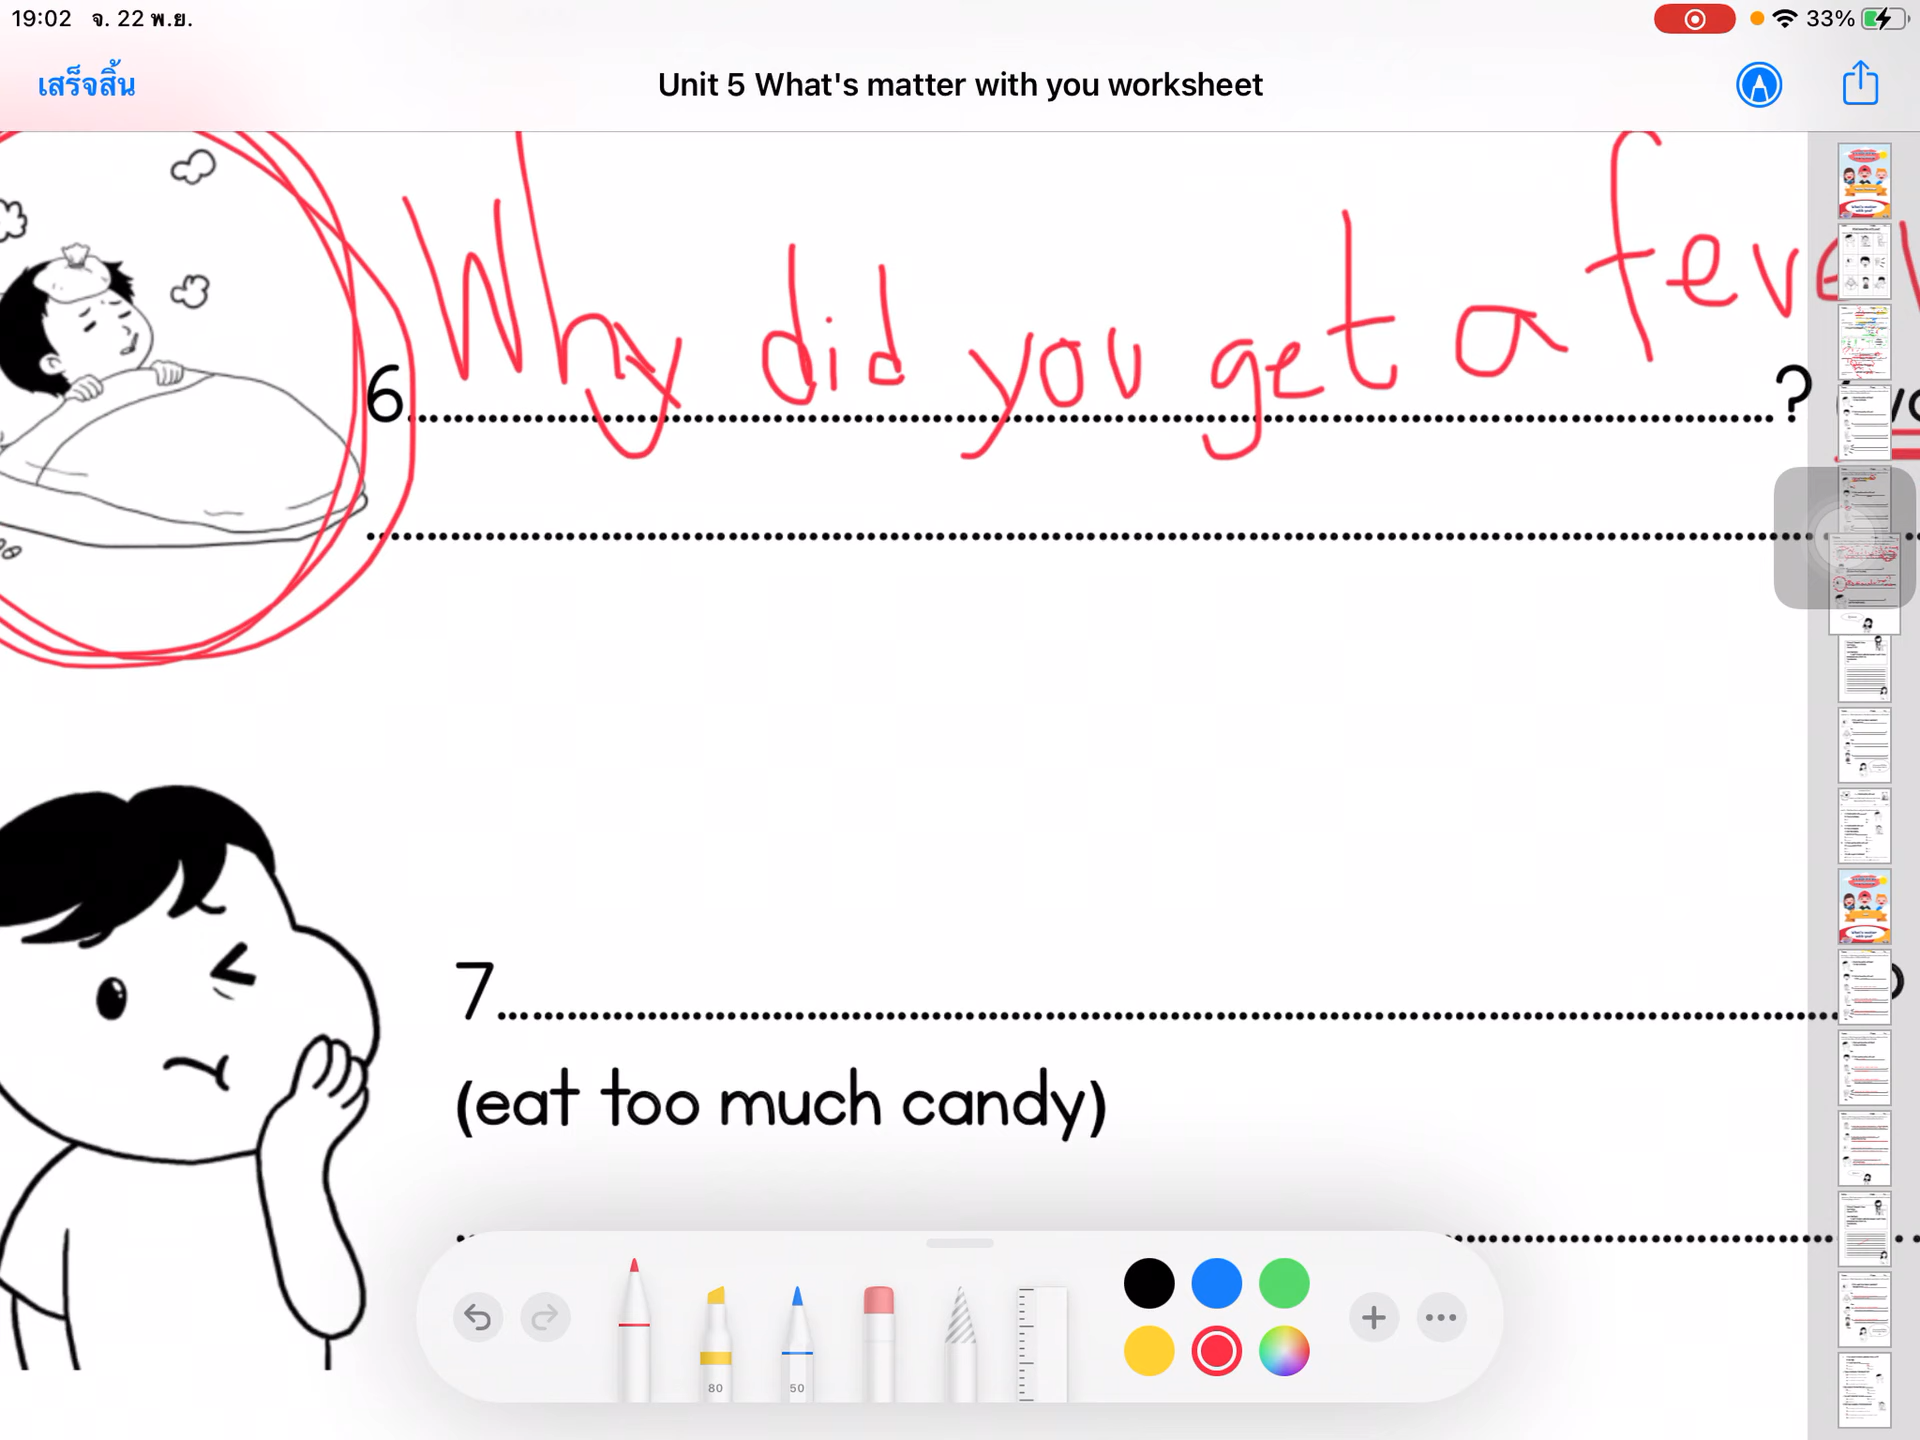 19:02 จ. 22 พ.ย.
33%
เสร็จสิ้น
Unit 5 What's matter with you worksheet
Why did you get a fever
6 ?
7
(eat too much candy)
80
50